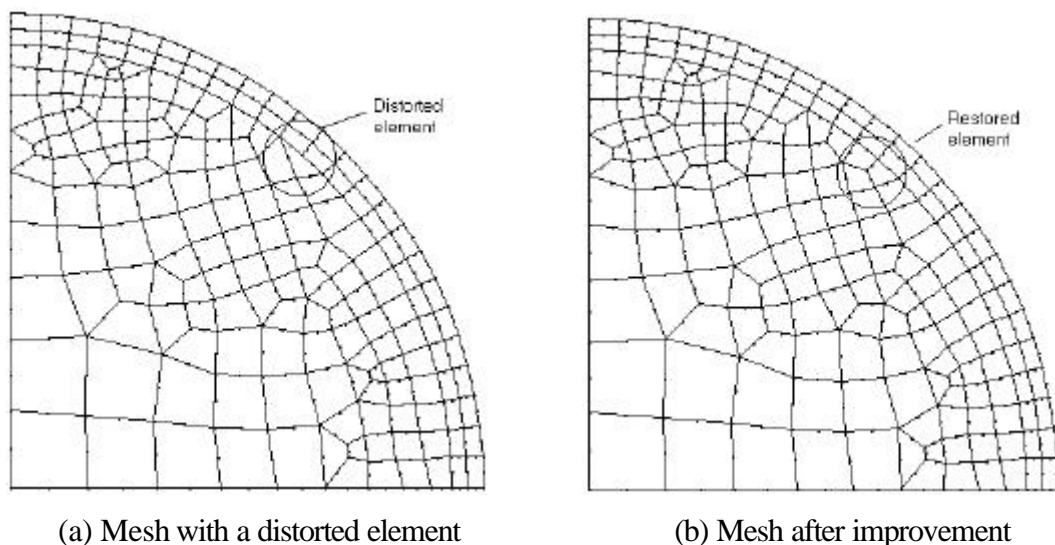 Distorted
element
Restored
element
(a) Mesh with a distorted element
(b) Mesh after improvement